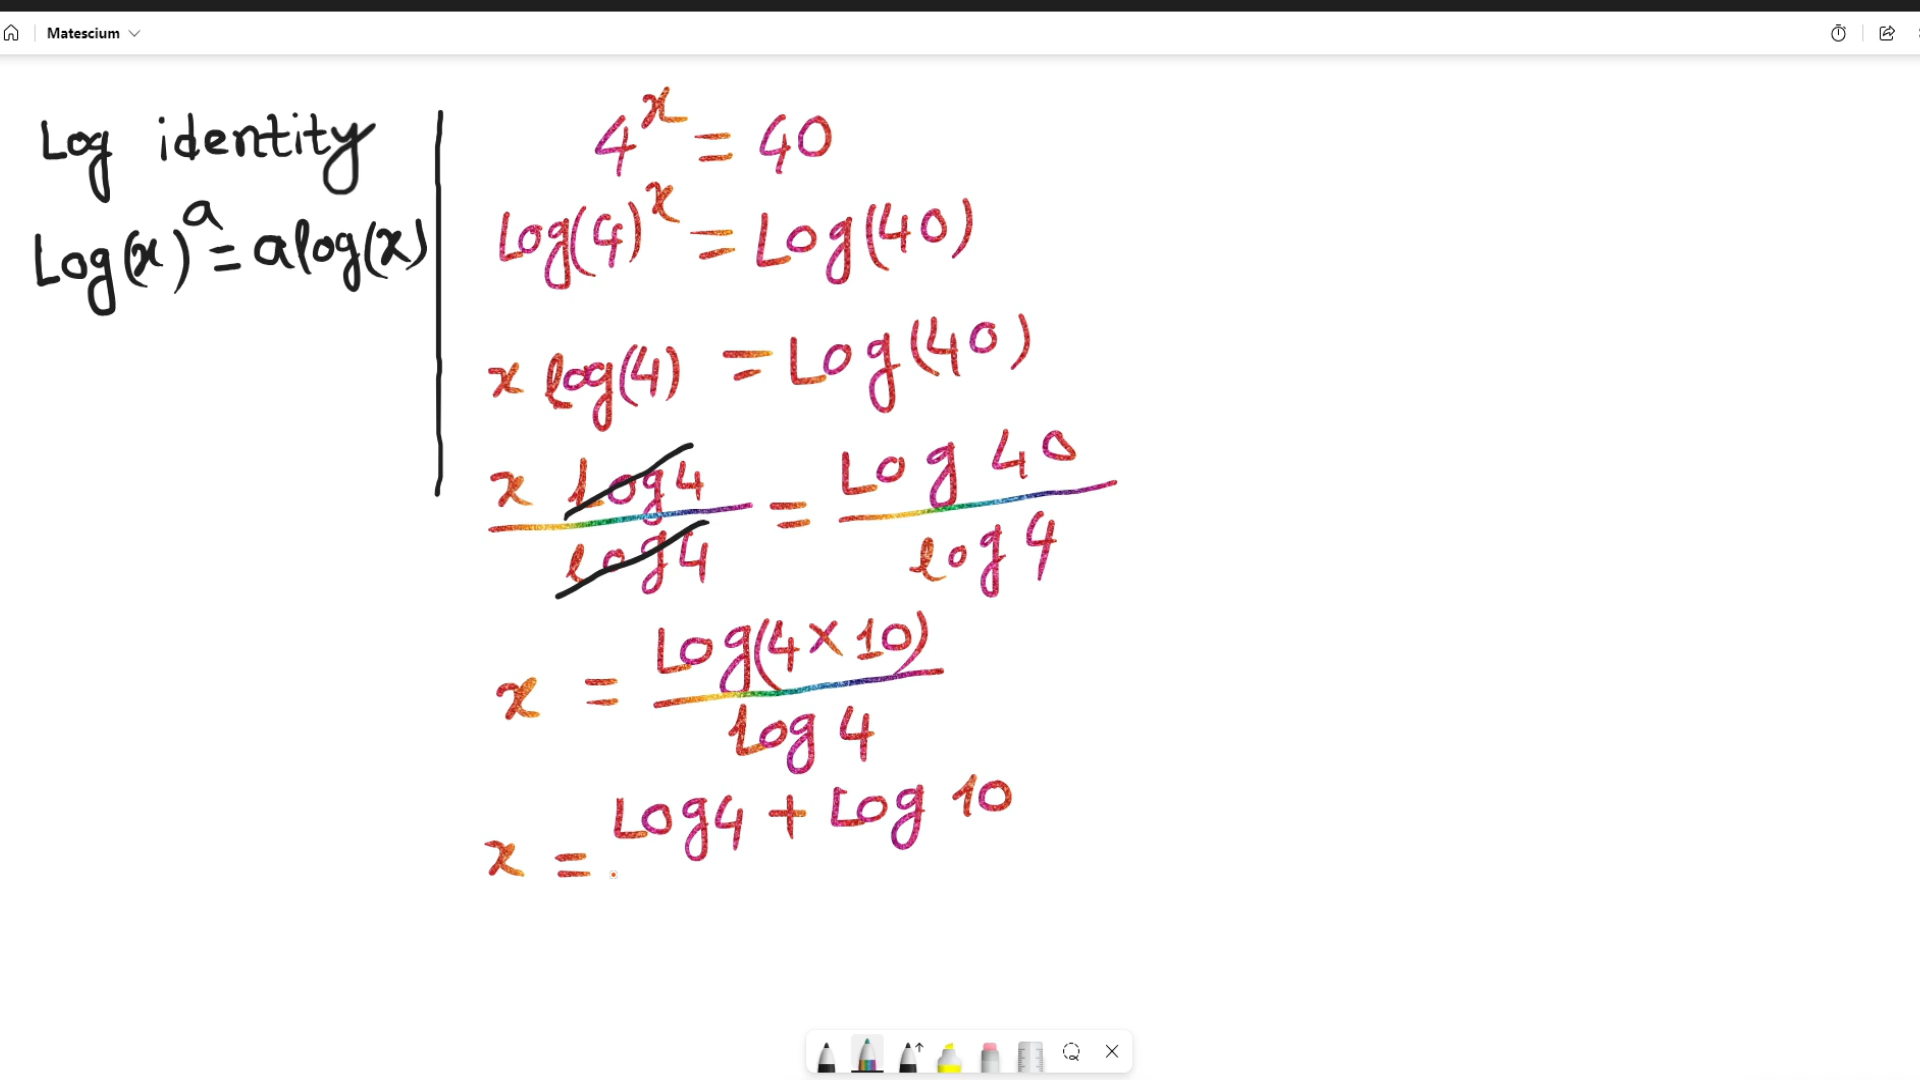 Matescium
Log identity
Log(x)^a = alog(x)
4^x = 40
Log(4)^x = Log(40)
x log(4) = Log(40)
x Log4 / log4 = Log 40 / log 4
x = Log(4 × 10) / Log 4
x = Log4 + Log 10